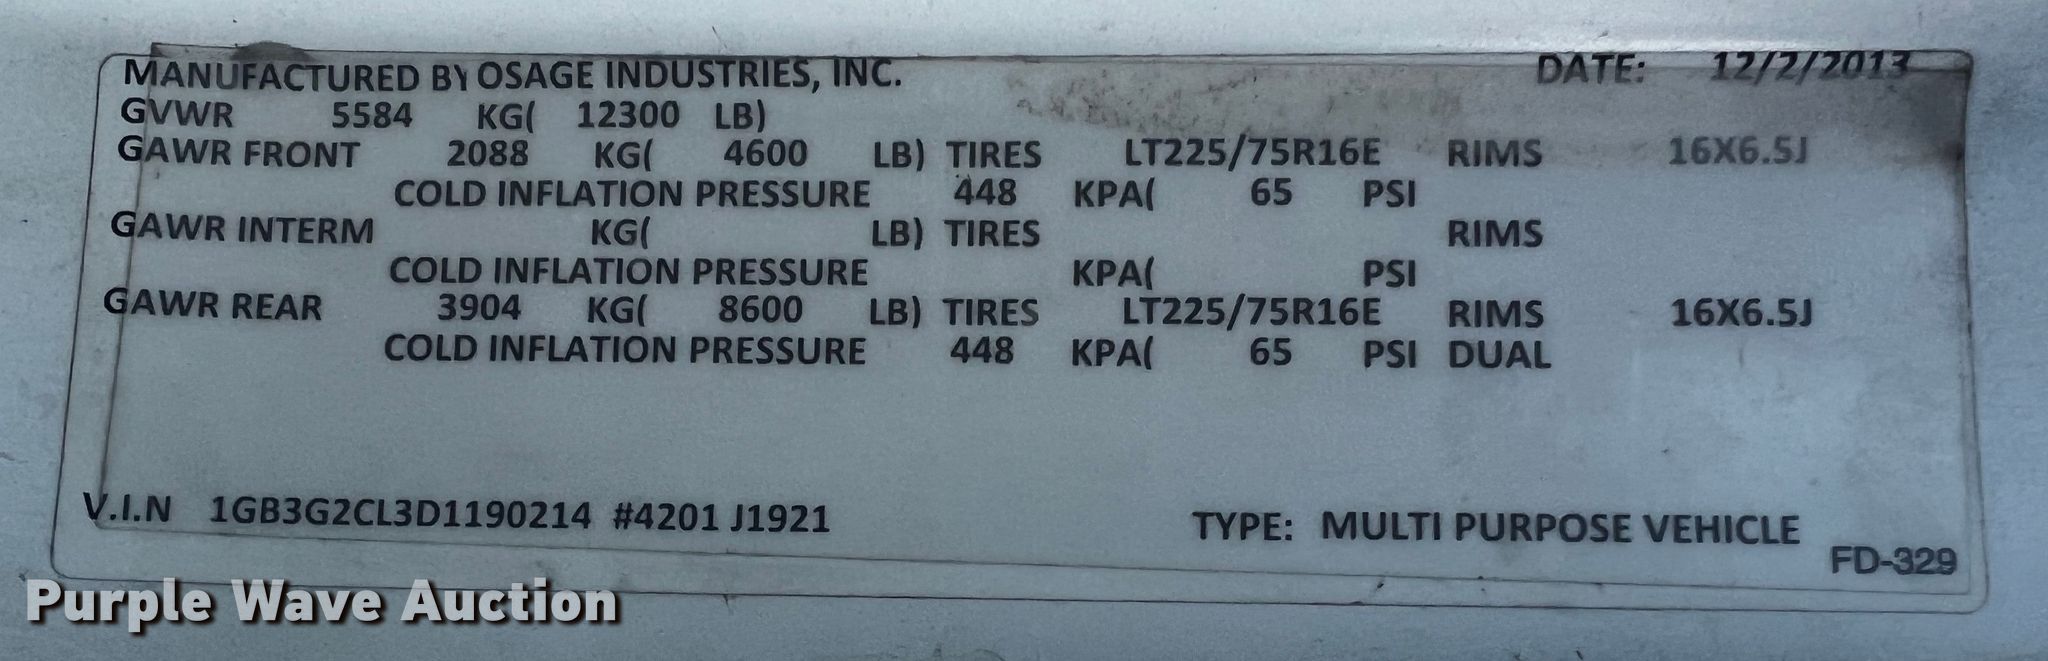 MANUFACTURED BY OSAGE INDUSTRIES, INC. DATE: 12/2/2013
GVWR 5584 KG( 12300 LB)
GAWR FRONT 2088 KG( 4600 LB) TIRES LT225/75R16E RIMS 16X6.5J
COLD INFLATION PRESSURE 448 KPA( 65 PSI
GAWR INTERM KG( LB) TIRES RIMS
COLD INFLATION PRESSURE KPA( PSI
GAWR REAR 3904 KG( 8600 LB) TIRES LT225/75R16E RIMS 16X6.5J
COLD INFLATION PRESSURE 448 KPA( 65 PSI DUAL
V.I.N 1GB3G2CL3D1190214 #4201 J1921 TYPE: MULTI PURPOSE VEHICLE
FD-329
Purple Wave Auction